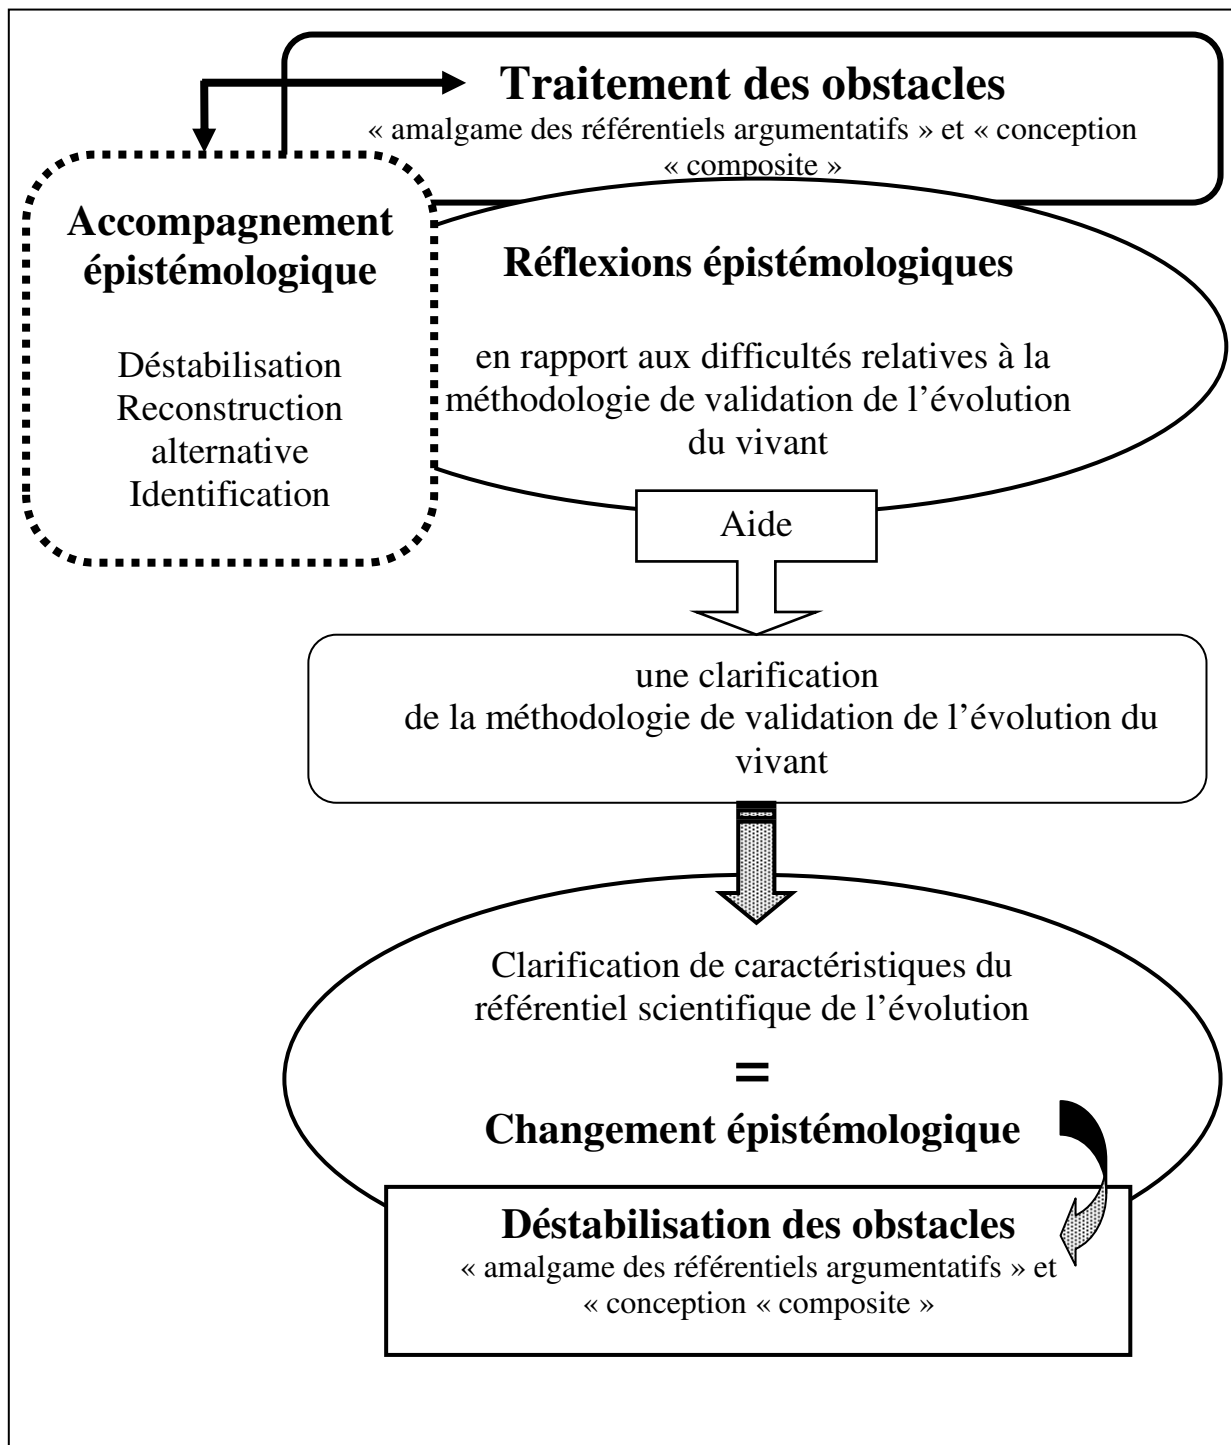 Traitement des obstacles
« amalgame des référentiels argumentatifs » et « conception
« composite »
Accompagnement
épistémologique
Déstabilisation
Reconstruction
alternative
Identification
Réflexions épistémologiques
en rapport aux difficultés relatives à la
méthodologie de validation de l’évolution
du vivant
Aide
une clarification
de la méthodologie de validation de l’évolution du
vivant
Clarification de caractéristiques du
référentiel scientifique de l’évolution
=
Changement épistémologique
Déstabilisation des obstacles
« amalgame des référentiels argumentatifs » et
« conception « composite »